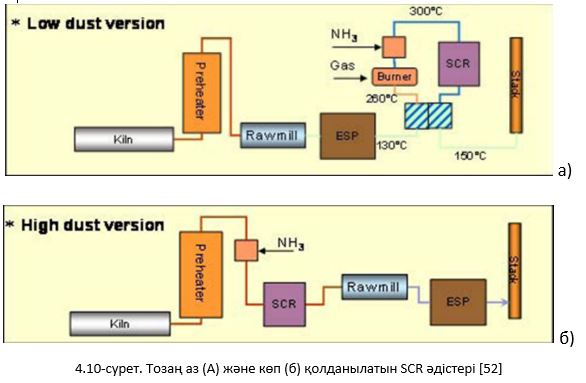 * Low dust version
300°C
NH3
Gas
Burner
SCR
Stack
Preheater
260°C
Kiln
Rawmill
ESP
130°C
150°C
а)
* High dust version
Preheater
NH3
SCR
Rawmill
ESP
Stack
Kiln
б)
4.10-сурет. Тозаң аз (А) және көп (б) қолданылатын SCR әдістері [52]